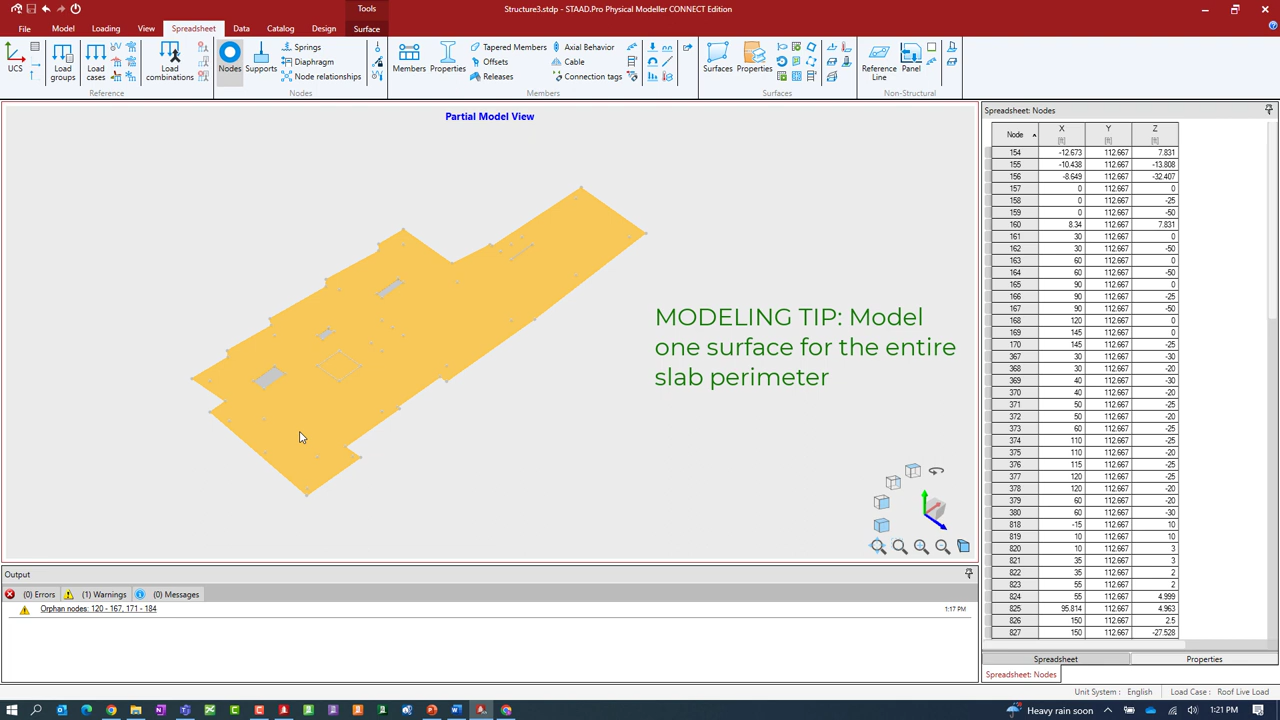 Structure3.stdp - STAAD.Pro Physical Modeller CONNECT Edition
Tools
File Model Loading View Spreadsheet Data Catalog Design Surface
UCS
Load groups
Load cases
Load combinations
Reference
Nodes
Supports
Springs
Diaphragm
Node relationships
Nodes
Members
Properties
Tapered Members
Offsets
Releases
Axial Behavior
Cable
Connection tags
Members
Surfaces
Properties
Surfaces
Reference Line
Panel
Non-Structural
Partial Model View
MODELING TIP: Model
one surface for the entire
slab perimeter
Spreadsheet: Nodes
Node X Y Z
[ft] [ft] [ft]
154 -12.673 112.667 7.831
155 -10.438 112.667 -13.808
156 -8.649 112.667 -32.407
157 0 112.667 0
158 0 112.667 -25
159 0 112.667 -50
160 8.34 112.667 7.831
161 30 112.667 0
162 30 112.667 -50
163 60 112.667 0
164 60 112.667 -50
165 90 112.667 0
166 90 112.667 -25
167 90 112.667 -50
168 120 112.667 0
169 145 112.667 0
170 145 112.667 -25
367 30 112.667 -30
368 30 112.667 -20
369 40 112.667 -30
370 40 112.667 -20
371 50 112.667 -25
372 50 112.667 -20
373 60 112.667 -25
374 110 112.667 -25
375 110 112.667 -20
376 115 112.667 -25
377 120 112.667 -25
378 120 112.667 -20
379 60 112.667 -20
380 60 112.667 -30
818 -15 112.667 10
819 10 112.667 10
820 10 112.667 3
821 35 112.667 3
822 35 112.667 2
823 55 112.667 2
824 55 112.667 4.999
825 95.814 112.667 4.963
826 150 112.667 2.5
827 150 112.667 -27.528
Spreadsheet Properties
Spreadsheet: Nodes
Output
(0) Errors (1) Warnings (0) Messages
Orphan nodes: 120 - 167, 171 - 184 1:17 PM
Unit System : English Load Case: Roof Live Load
Heavy rain soon 1:21 PM